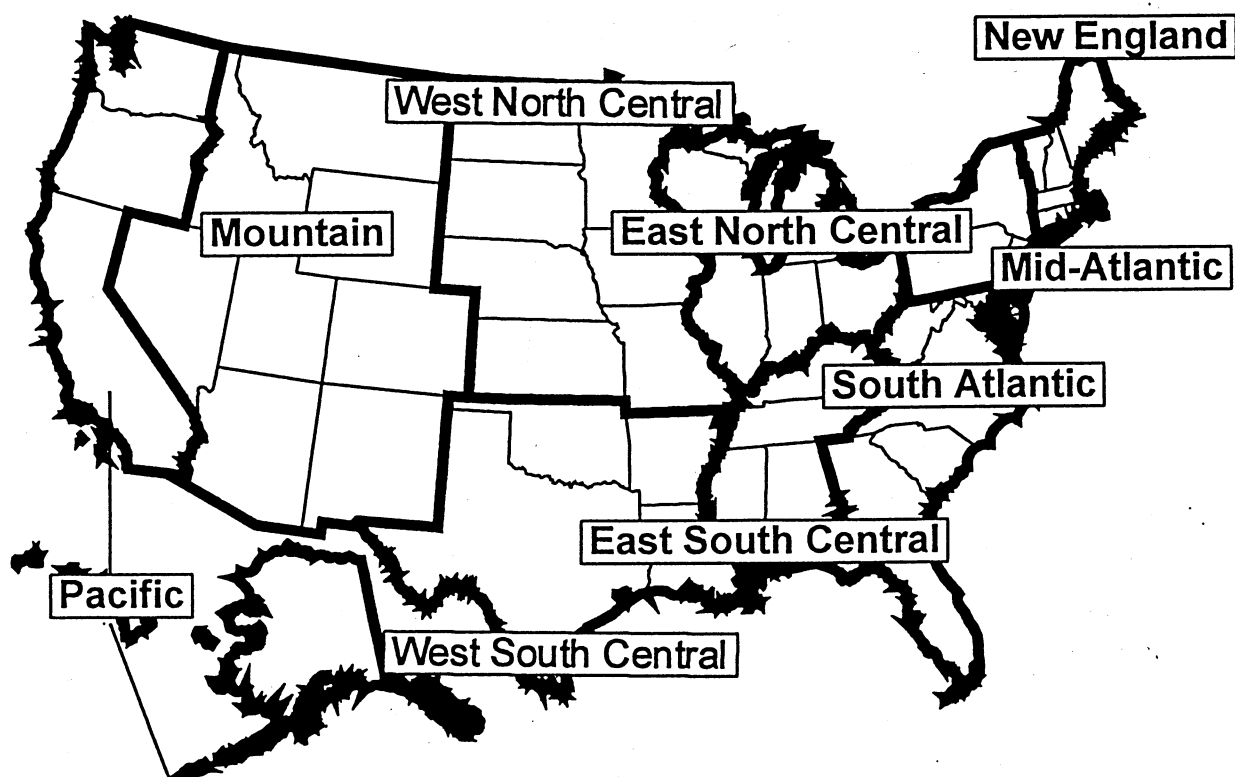 New England
West North Central
Mountain
East North Central
Mid-Atlantic
South Atlantic
East South Central
Pacific
West South Central